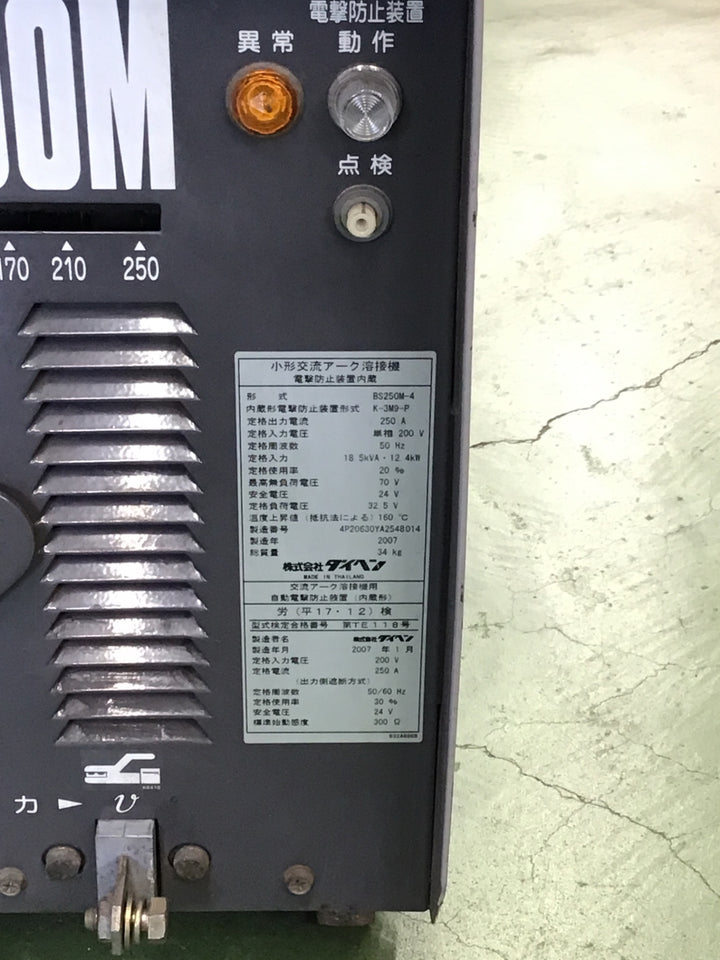 電撃防止装置
異常 動作
00M
点検
170 210 250
小形交流アーク溶接機
電撃防止装置内蔵
形 式 BS250M-4
内蔵形電撃防止装置形式 K-3M9-P
定格出力電流 250 A
定格入力電圧 単相 200 V
定格周波数 50 Hz
定格入力 18.5kVA・12.4kW
定格使用率 20 %
最高無負荷電圧 70 V
安全電圧 24 V
定格負荷電圧 32.5 V
温度上昇値(抵抗法による)160 ℃
製造番号 4P20630YA2548014
製造年 2007
総質量 34 kg
株式会社 ダイヘン
MADE IN THAILAND
交流アーク溶接機用
自動電撃防止装置(内蔵形)
労(平17・12)検
型式検定合格番号 第TE118号
製造者名 株式会社 ダイヘン
製造年月 2007 年 1 月
定格入力電圧 200 V
定格電流 250 A
(出力側遮断方式)
定格周波数 50/60 Hz
定格使用率 30 %
安全電圧 24 V
標準始動感度 300 Ω
力 ► υ